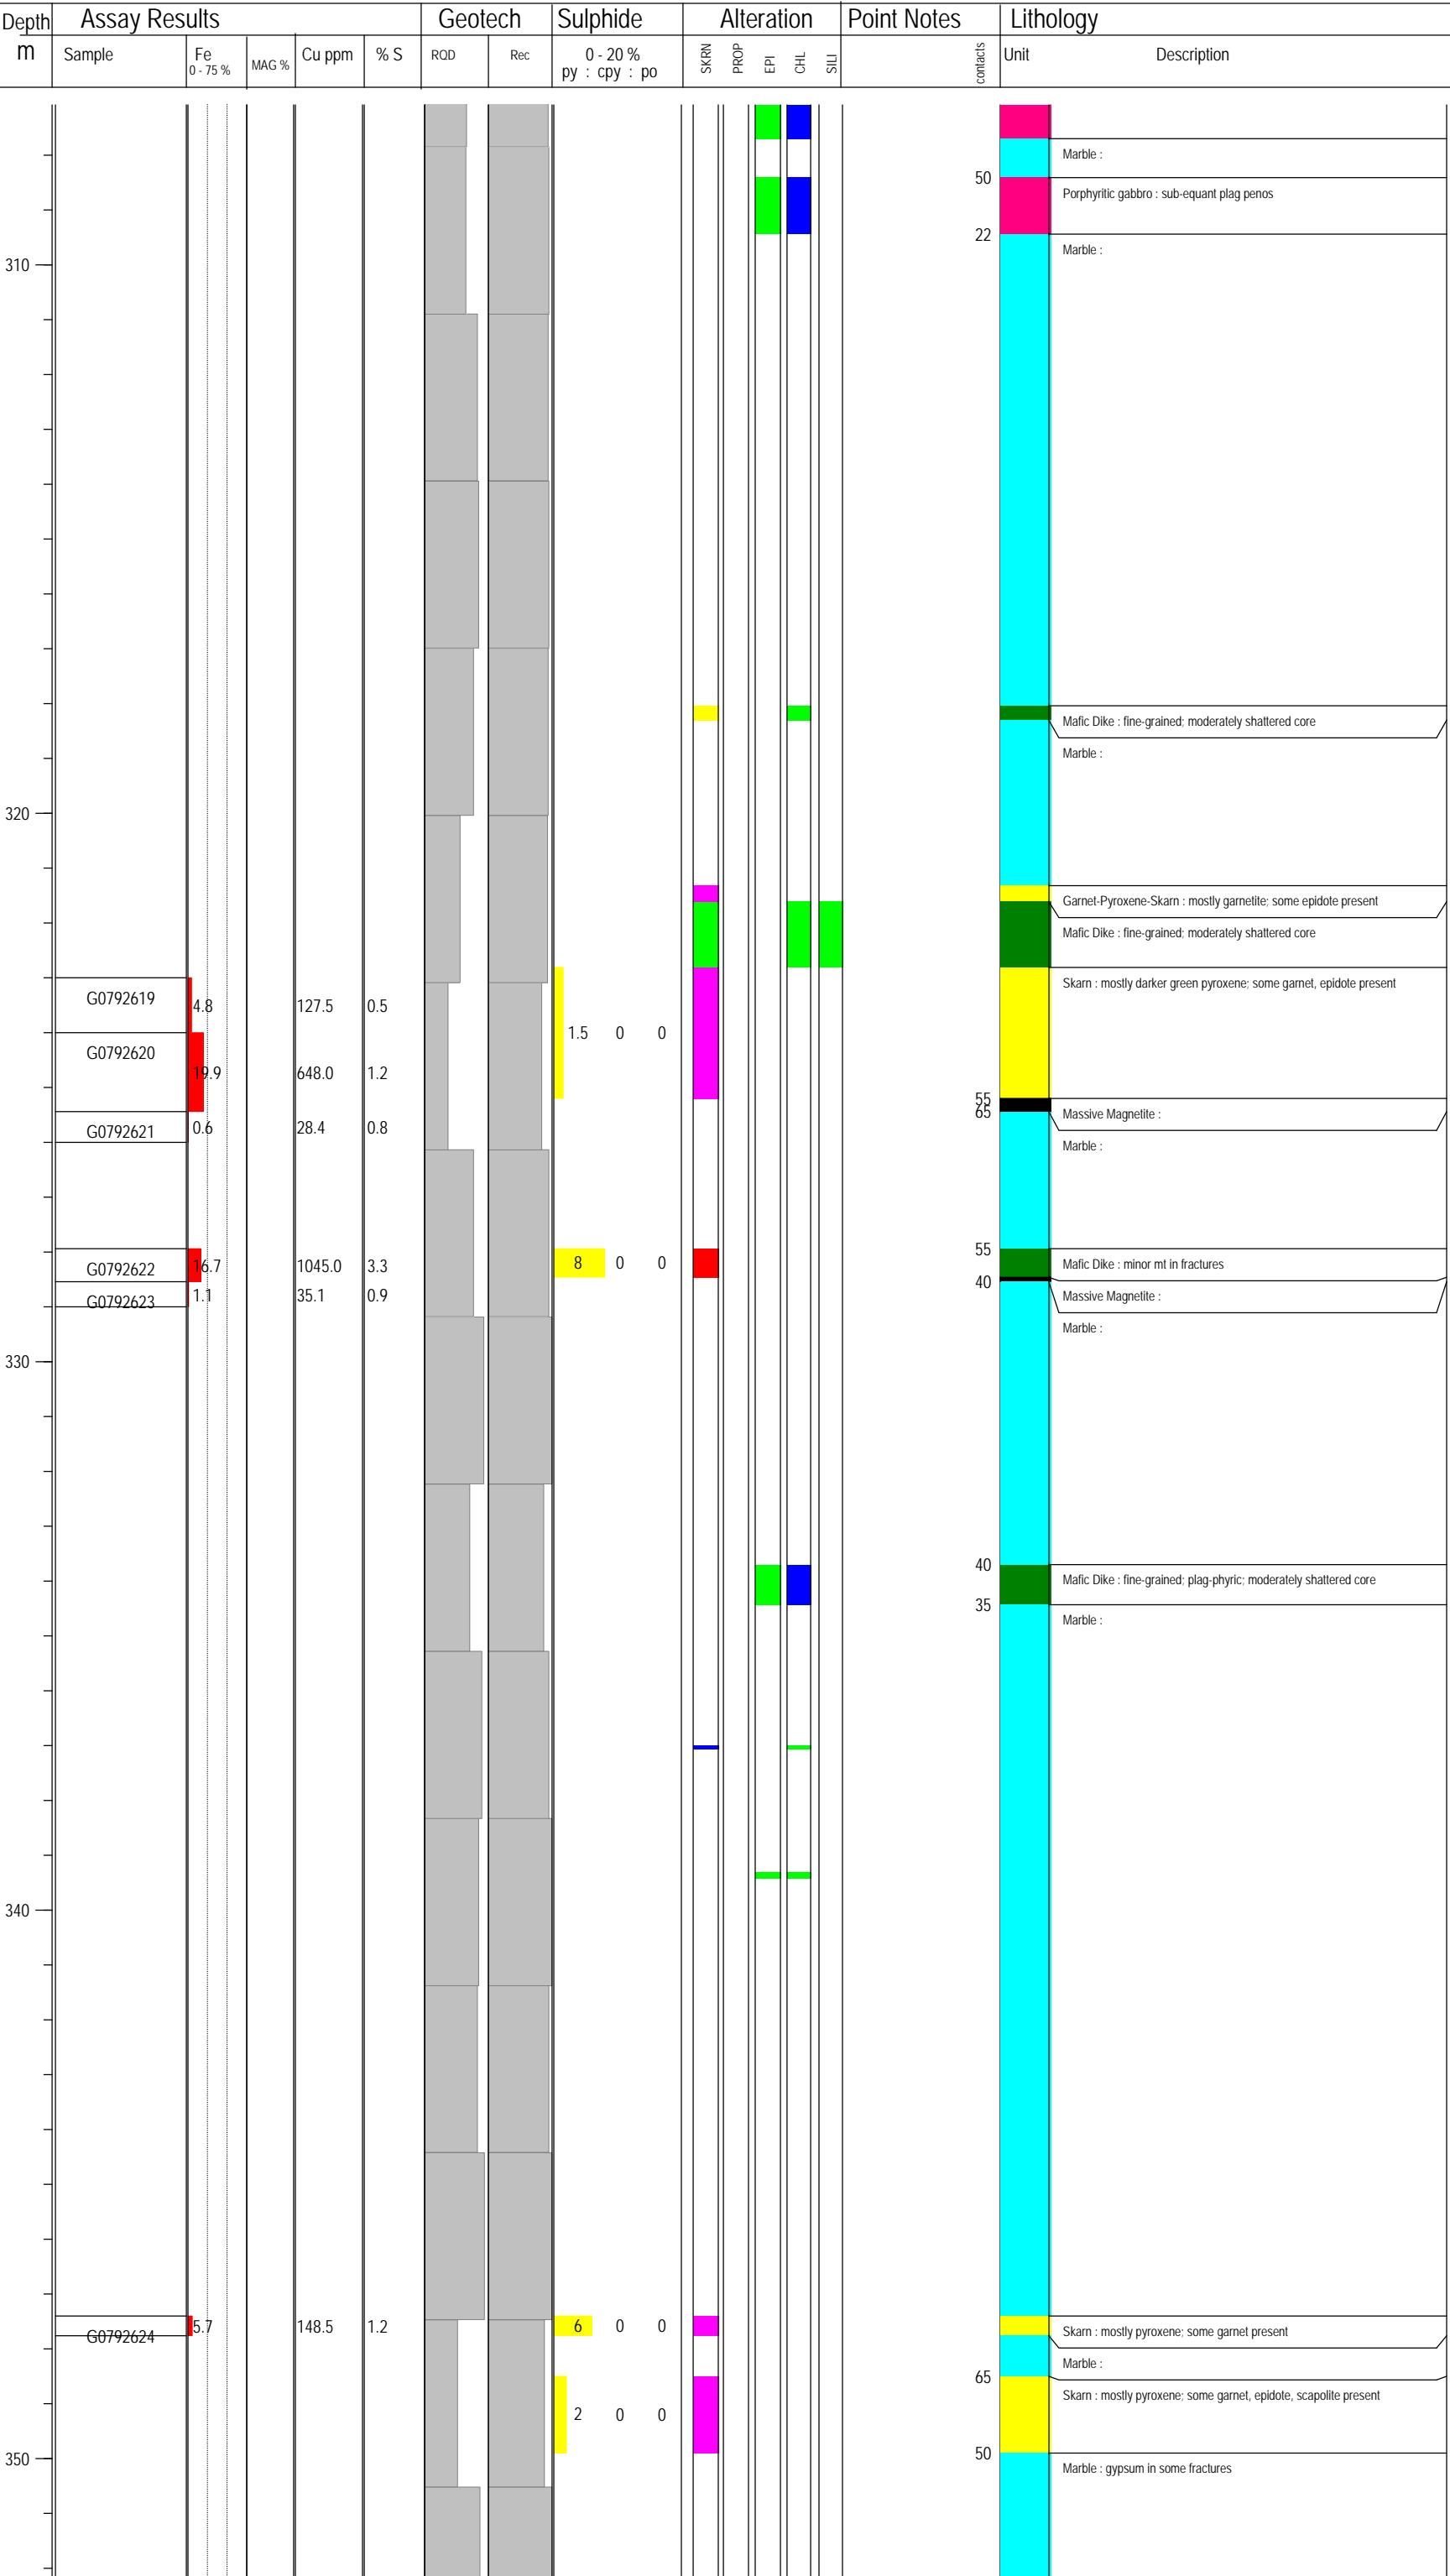 Depth Assay Results Geotech Sulphide Alteration Point Notes Lithology
m Sample Fe MAG % Cu ppm % S RQD Rec 0 - 20 % SKRN PROP EPI CHL SILI contacts Unit Description
0 - 75 % py : cpy : po
Marble :
50
Porphyritic gabbro : sub-equant plag penos
22
Marble :
310
Mafic Dike : fine-grained; moderately shattered core
Marble :
320
Garnet-Pyroxene-Skarn : mostly garnetite; some epidote present
Mafic Dike : fine-grained; moderately shattered core
Skarn : mostly darker green pyroxene; some garnet, epidote present
G0792619 4.8 127.5 0.5
1.5 0 0
G0792620 19.9 648.0 1.2
55
65
Massive Magnetite :
G0792621 0.6 28.4 0.8
Marble :
55
G0792622 16.7 1045.0 3.3 8 0 0 Mafic Dike : minor mt in fractures
40
G0792623 1.1 35.1 0.9 Massive Magnetite :
Marble :
330
40
Mafic Dike : fine-grained; plag-phyric; moderately shattered core
35
Marble :
340
G0792624 5.7 148.5 1.2 6 0 0 Skarn : mostly pyroxene; some garnet present
Marble :
65
Skarn : mostly pyroxene; some garnet, epidote, scapolite present
2 0 0
50
350
Marble : gypsum in some fractures